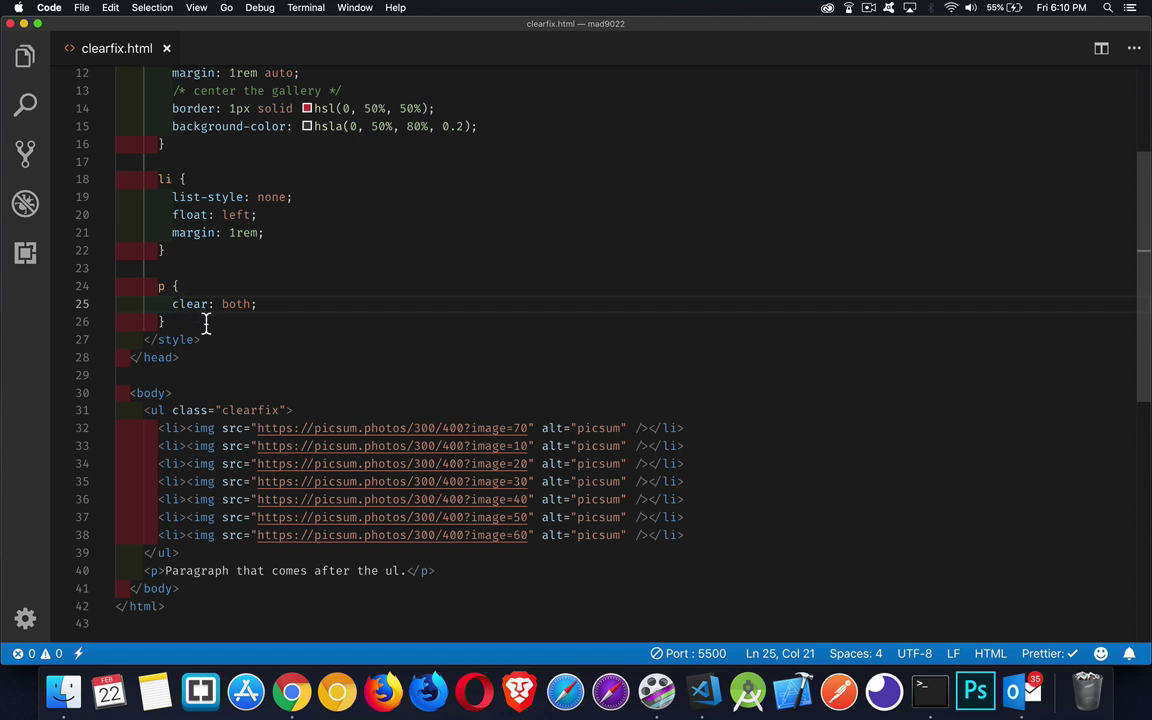 Code File Edit Selection View Go Debug Terminal Window Help 55% Fri 6:10 PM
clearfix.html — mad9022
<> clearfix.html ×
12 margin: 1rem auto;
13 /* center the gallery */
14 border: 1px solid hsl(0, 50%, 50%);
15 background-color: hsla(0, 50%, 80%, 0.2);
16 }
17
18 li {
19 list-style: none;
20 float: left;
21 margin: 1rem;
22 }
23
24 p {
25 clear: both;
26 }
27 </style>
28 </head>
29
30 <body>
31 <ul class="clearfix">
32 <li><img src="https://picsum.photos/300/400?image=70" alt="picsum" /></li>
33 <li><img src="https://picsum.photos/300/400?image=10" alt="picsum" /></li>
34 <li><img src="https://picsum.photos/300/400?image=20" alt="picsum" /></li>
35 <li><img src="https://picsum.photos/300/400?image=30" alt="picsum" /></li>
36 <li><img src="https://picsum.photos/300/400?image=40" alt="picsum" /></li>
37 <li><img src="https://picsum.photos/300/400?image=50" alt="picsum" /></li>
38 <li><img src="https://picsum.photos/300/400?image=60" alt="picsum" /></li>
39 </ul>
40 <p>Paragraph that comes after the ul.</p>
41 </body>
42 </html>
43
0 0 Port : 5500 Ln 25, Col 21 Spaces: 4 UTF-8 LF HTML Prettier: ✓
FEB
22
Ps
35